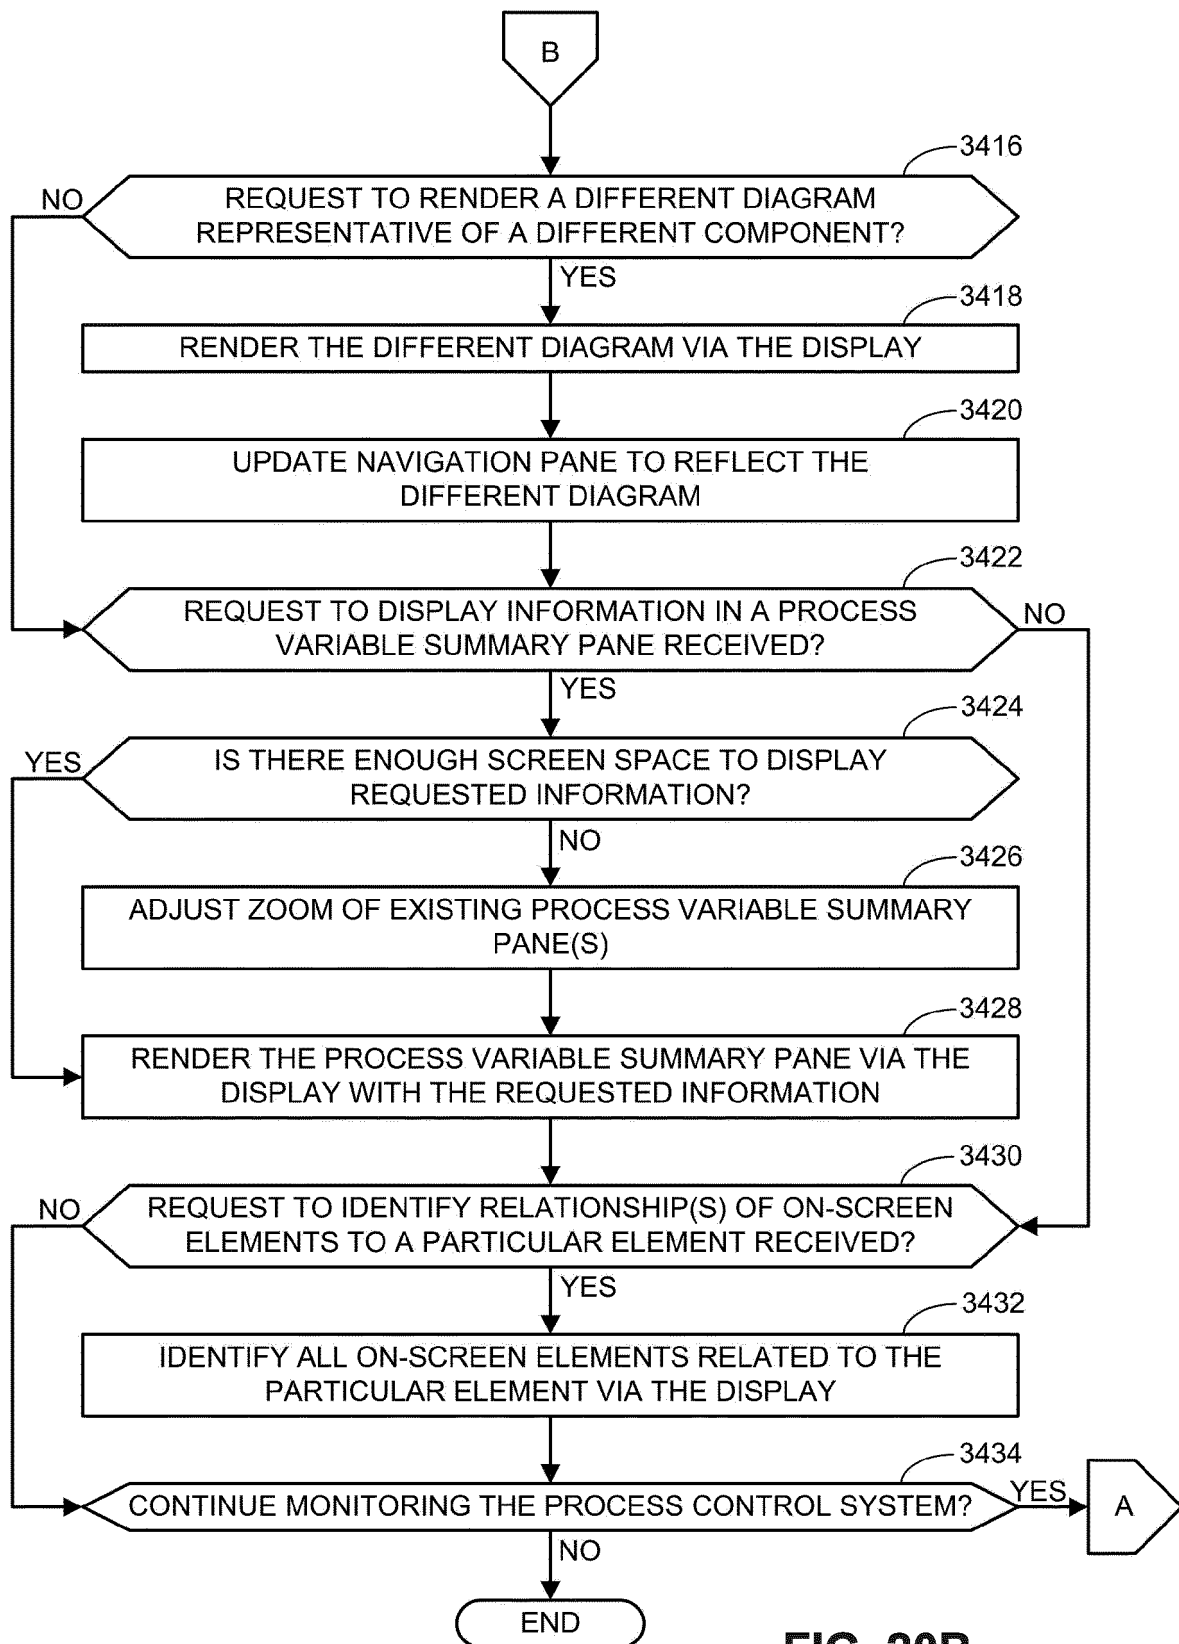 B
3416
NO
REQUEST TO RENDER A DIFFERENT DIAGRAM
REPRESENTATIVE OF A DIFFERENT COMPONENT?
YES
3418
RENDER THE DIFFERENT DIAGRAM VIA THE DISPLAY
3420
UPDATE NAVIGATION PANE TO REFLECT THE
DIFFERENT DIAGRAM
3422
REQUEST TO DISPLAY INFORMATION IN A PROCESS
VARIABLE SUMMARY PANE RECEIVED?
NO
YES
3424
YES
IS THERE ENOUGH SCREEN SPACE TO DISPLAY
REQUESTED INFORMATION?
NO
3426
ADJUST ZOOM OF EXISTING PROCESS VARIABLE SUMMARY
PANE(S)
3428
RENDER THE PROCESS VARIABLE SUMMARY PANE VIA THE
DISPLAY WITH THE REQUESTED INFORMATION
3430
NO
REQUEST TO IDENTIFY RELATIONSHIP(S) OF ON-SCREEN
ELEMENTS TO A PARTICULAR ELEMENT RECEIVED?
YES
3432
IDENTIFY ALL ON-SCREEN ELEMENTS RELATED TO THE
PARTICULAR ELEMENT VIA THE DISPLAY
3434
CONTINUE MONITORING THE PROCESS CONTROL SYSTEM?
YES
A
NO
END